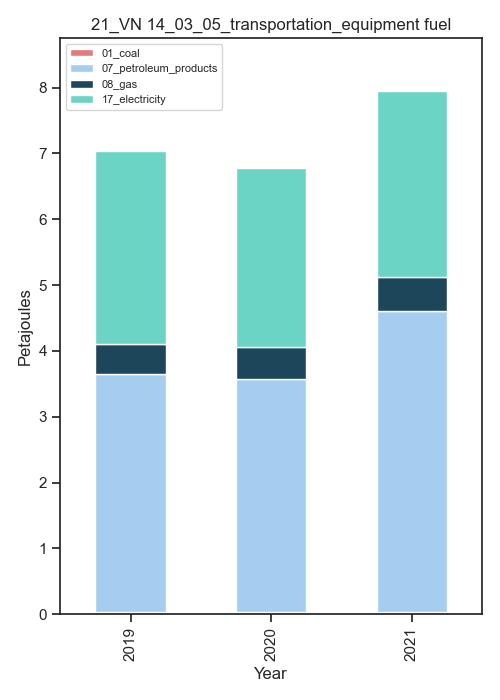 21_VN 14_03_05_transportation_equipment fuel
01_coal
07_petroleum_products
08_gas
17_electricity
8
7
6
5
4
3
2
1
0
Petajoules
2019
2020
2021
Year